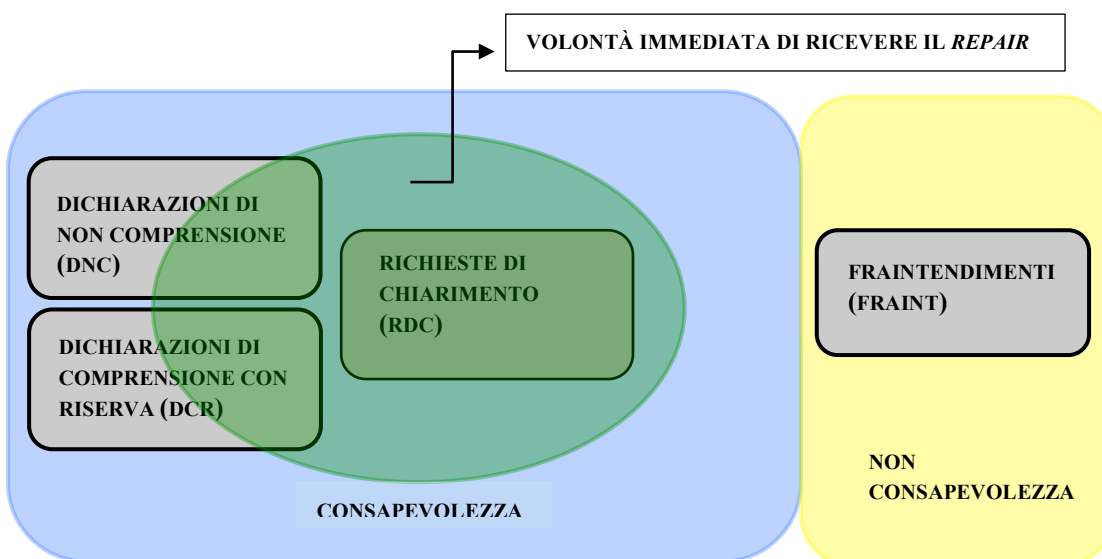 VOLONTÀ IMMEDIATA DI RICEVERE IL REPAIR
DICHIARAZIONI DI
NON COMPRENSIONE
(DNC)
RICHIESTE DI
CHIARIMENTO
(RDC)
FRAINTENDIMENTI
(FRAINT)
DICHIARAZIONI DI
COMPRENSIONE CON
RISERVA (DCR)
NON
CONSAPEVOLEZZA
CONSAPEVOLEZZA